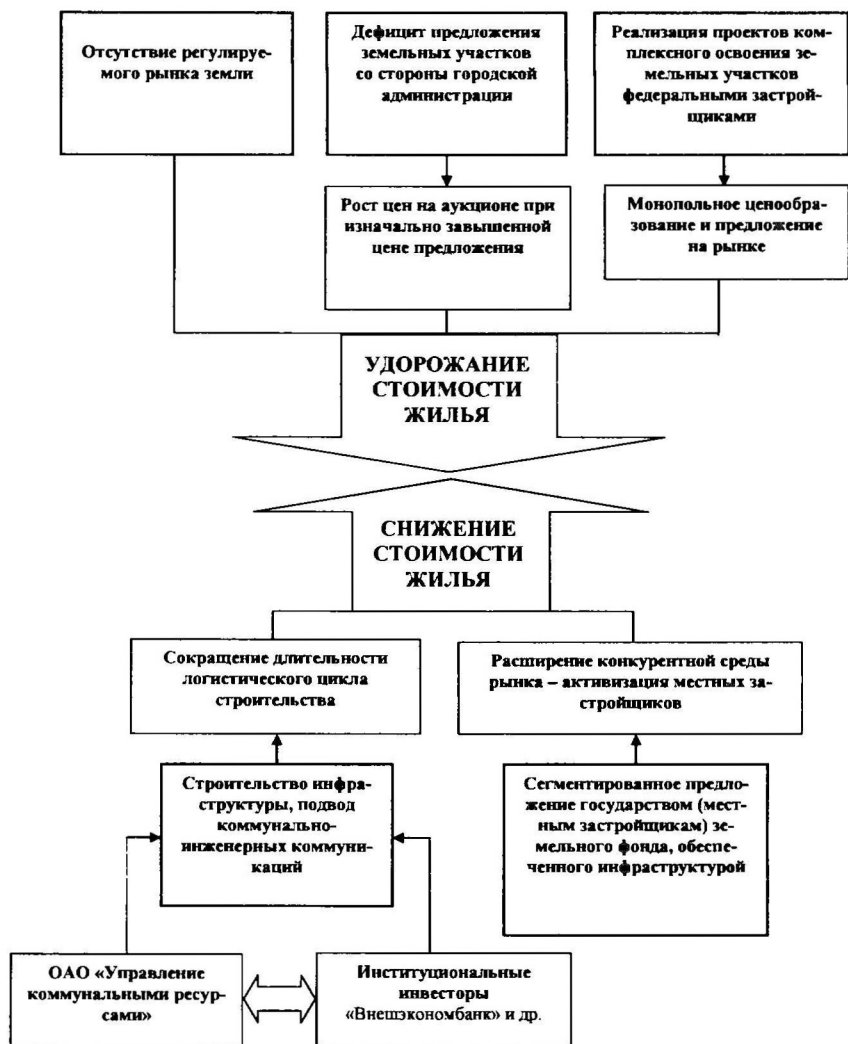 Отсутствие регулируе-
мого рынка земли
Дефицит предложения
земельных участков
со стороны городской
администрации
Реализация проектов ком-
плексного освоения зе-
мельных участков
федеральными застрой-
щиками
Рост цен на аукционе при
изначально завышенной
цене предложения
Монопольное ценообра-
зование и предложение
на рынке
УДОРОЖАНИЕ
СТОИМОСТИ
ЖИЛЬЯ
СНИЖЕНИЕ
СТОИМОСТИ
ЖИЛЬЯ
Сокращение длительности
логистического цикла
строительства
Расширение конкурентной среды
рынка – активизация местных за-
стройщиков
Строительство инфра-
структуры, подвод
коммунально-
инженерных коммуни-
каций
Сегментированное предло-
жение государством (мест-
ным застройщикам) зе-
мельного фонда, обеспе-
ченного инфраструктурой
ОАО «Управление
коммунальными ресур-
сами»
Институциональные
инвесторы
«Внешэкономбанк» и др.